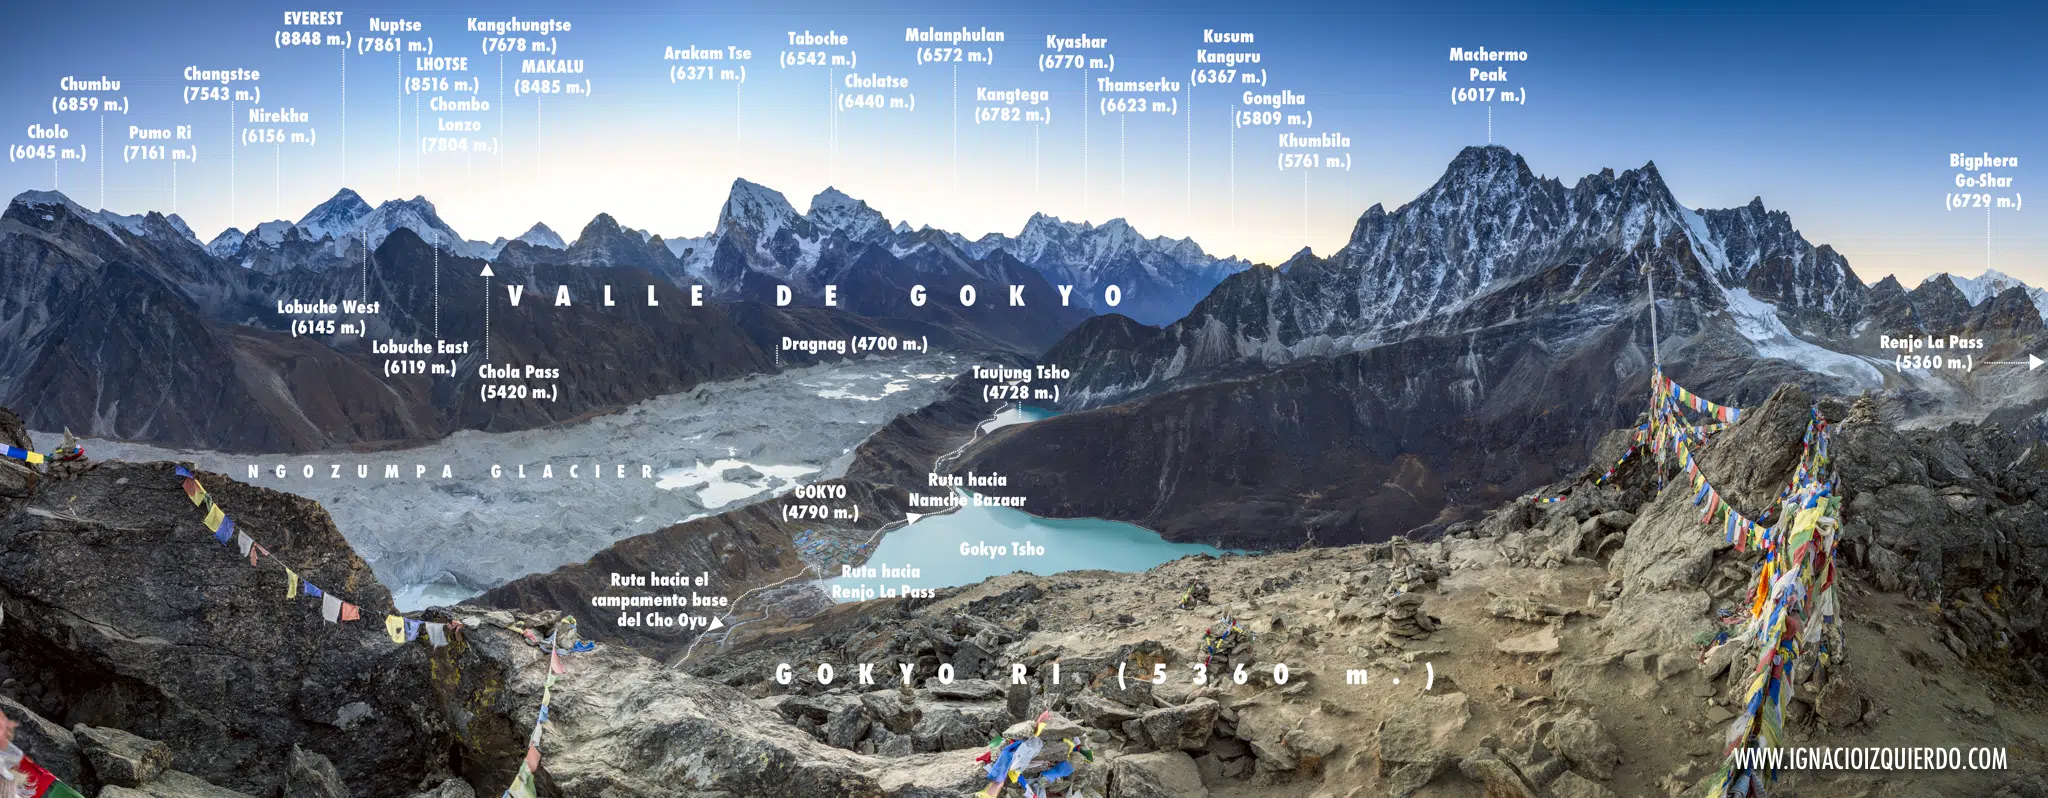 Cholo
(6045 m.)
Chumbu
(6859 m.)
Pumo Ri
(7161 m.)
Changstse
(7543 m.)
Nirekha
(6156 m.)
EVEREST
(8848 m.)
Nuptse
(7861 m.)
LHOTSE
(8516 m.)
Chombo
Lonzo
(7804 m.)
Kangchungtse
(7678 m.)
MAKALU
(8485 m.)
Arakam Tse
(6371 m.)
Taboche
(6542 m.)
Cholatse
(6440 m.)
Malanphulan
(6572 m.)
Kangtega
(6782 m.)
Kyashar
(6770 m.)
Thamserku
(6623 m.)
Kusum
Kanguru
(6367 m.)
Gonglha
(5809 m.)
Khumbila
(5761 m.)
Machermo
Peak
(6017 m.)
Bigphera
Go-Shar
(6729 m.)
Lobuche West
(6145 m.)
Lobuche East
(6119 m.)
Chola Pass
(5420 m.)
VALLE DE GOKYO
Dragnag (4700 m.)
Taujung Tsho
(4728 m.)
Renjo La Pass
(5360 m.)
NGOZUMPA GLACIER
GOKYO
(4790 m.)
Ruta hacia
Namche Bazaar
Gokyo Tsho
Ruta hacia
Renjo La Pass
Ruta hacia el
campamento base
del Cho Oyu
GOKYO RI (5360 m.)
WWW.IGNACIOIZQUIERDO.COM